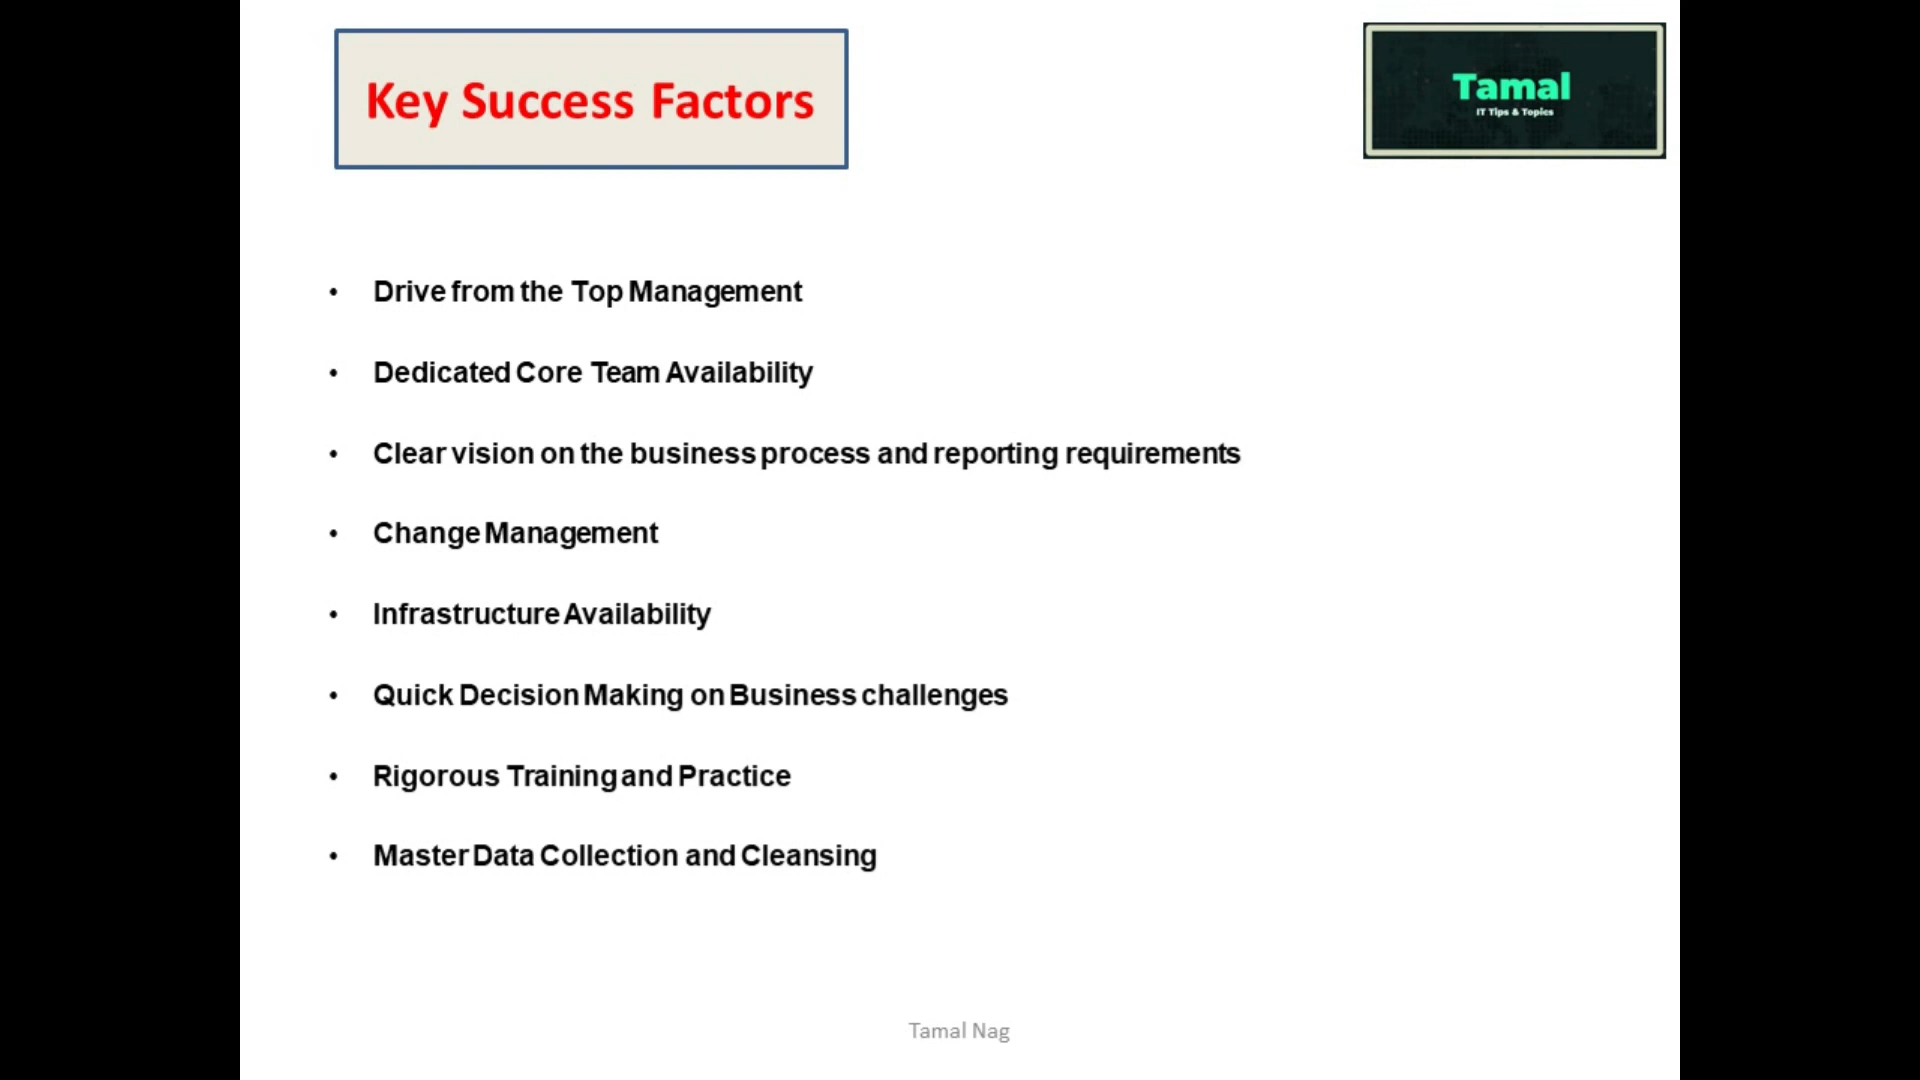 Key Success Factors
Tamal
IT Tips & Topics
• Drive from the Top Management
• Dedicated Core Team Availability
• Clear vision on the business process and reporting requirements
• Change Management
• Infrastructure Availability
• Quick Decision Making on Business challenges
• Rigorous Training and Practice
• Master Data Collection and Cleansing
Tamal Nag